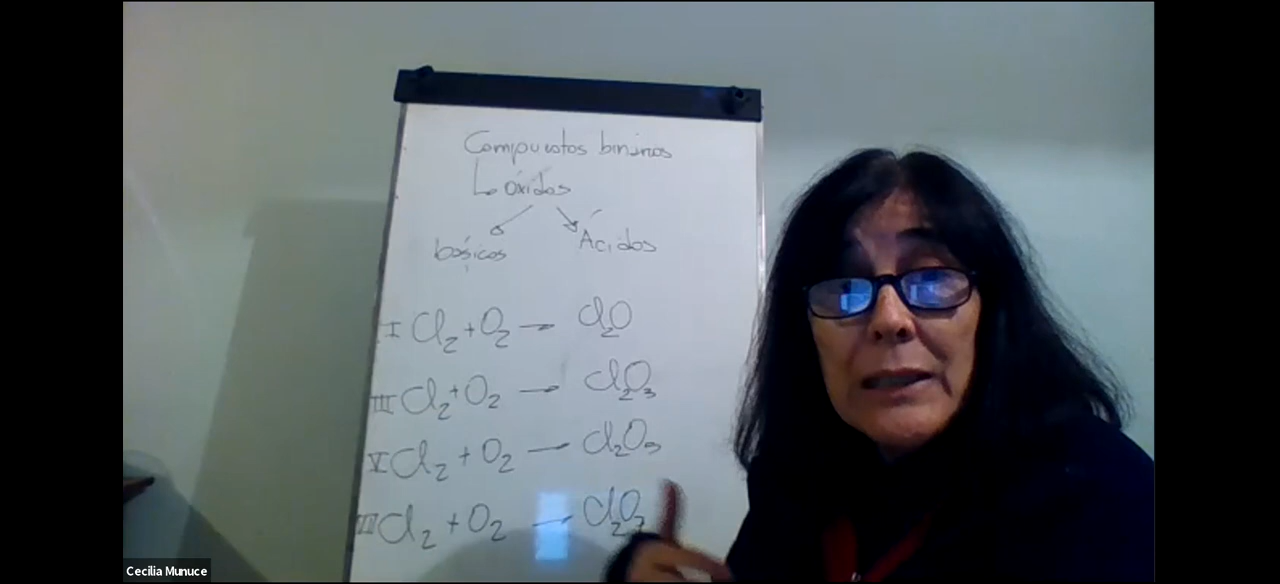 Compuestos binarios
↳ óxidos
básicos Ácidos
I Cl₂ + O₂ → Cl₂O
III Cl₂ + O₂ → Cl₂O₃
V Cl₂ + O₂ → Cl₂O₅
VII Cl₂ + O₂ → Cl₂O₇
Cecilia Munuce